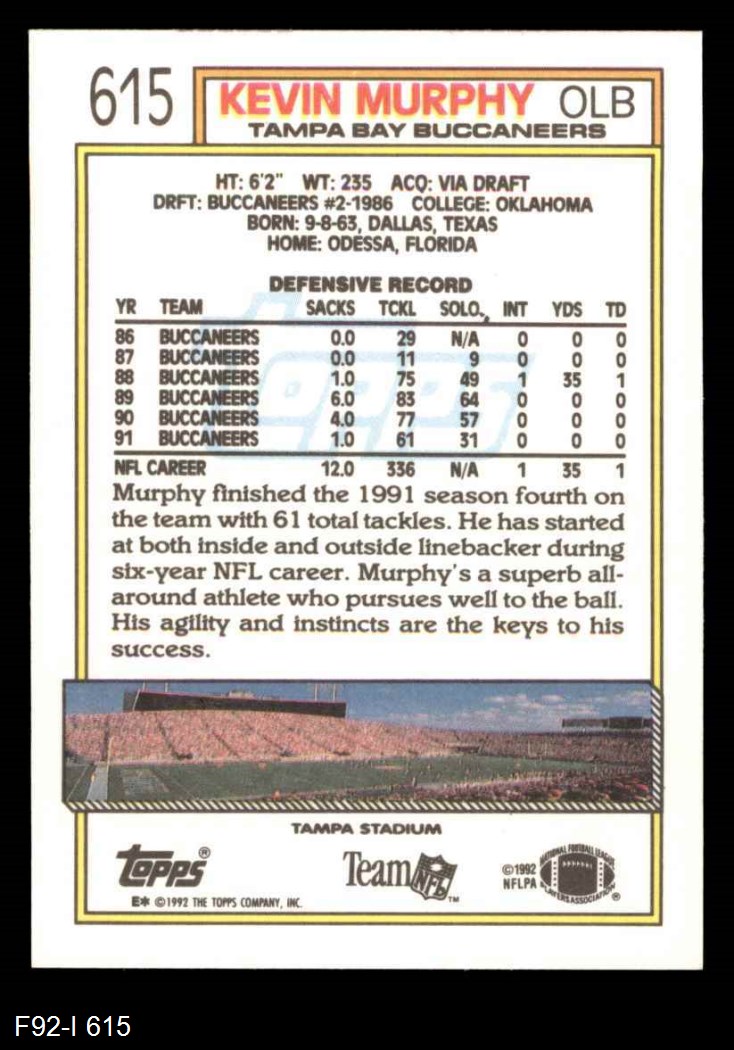 615 KEVIN MURPHY OLB
TAMPA BAY BUCCANEERS
HT: 6'2" WT: 235 ACQ: VIA DRAFT
DRFT: BUCCANEERS #2-1986 COLLEGE: OKLAHOMA
BORN: 9-8-63, DALLAS, TEXAS
HOME: ODESSA, FLORIDA
DEFENSIVE RECORD
YR TEAM SACKS TCKL SOLO. INT YDS TD
86 BUCCANEERS 0.0 29 N/A 0 0 0
87 BUCCANEERS 0.0 11 9 0 0 0
88 BUCCANEERS 1.0 75 49 1 35 1
89 BUCCANEERS 6.0 83 64 0 0 0
90 BUCCANEERS 4.0 77 57 0 0 0
91 BUCCANEERS 1.0 61 31 0 0 0
NFL CAREER 12.0 336 N/A 1 35 1
topps
Murphy finished the 1991 season fourth on
the team with 61 total tackles. He has started
at both inside and outside linebacker during
six-year NFL career. Murphy's a superb all-
around athlete who pursues well to the ball.
His agility and instincts are the keys to his
success.
TAMPA STADIUM
topps®
Team NFL™
©1992
NFLPA
NATIONAL FOOTBALL LEAGUE
PLAYERS ASSOCIATION®
E* ©1992 THE TOPPS COMPANY, INC.
F92-I 615